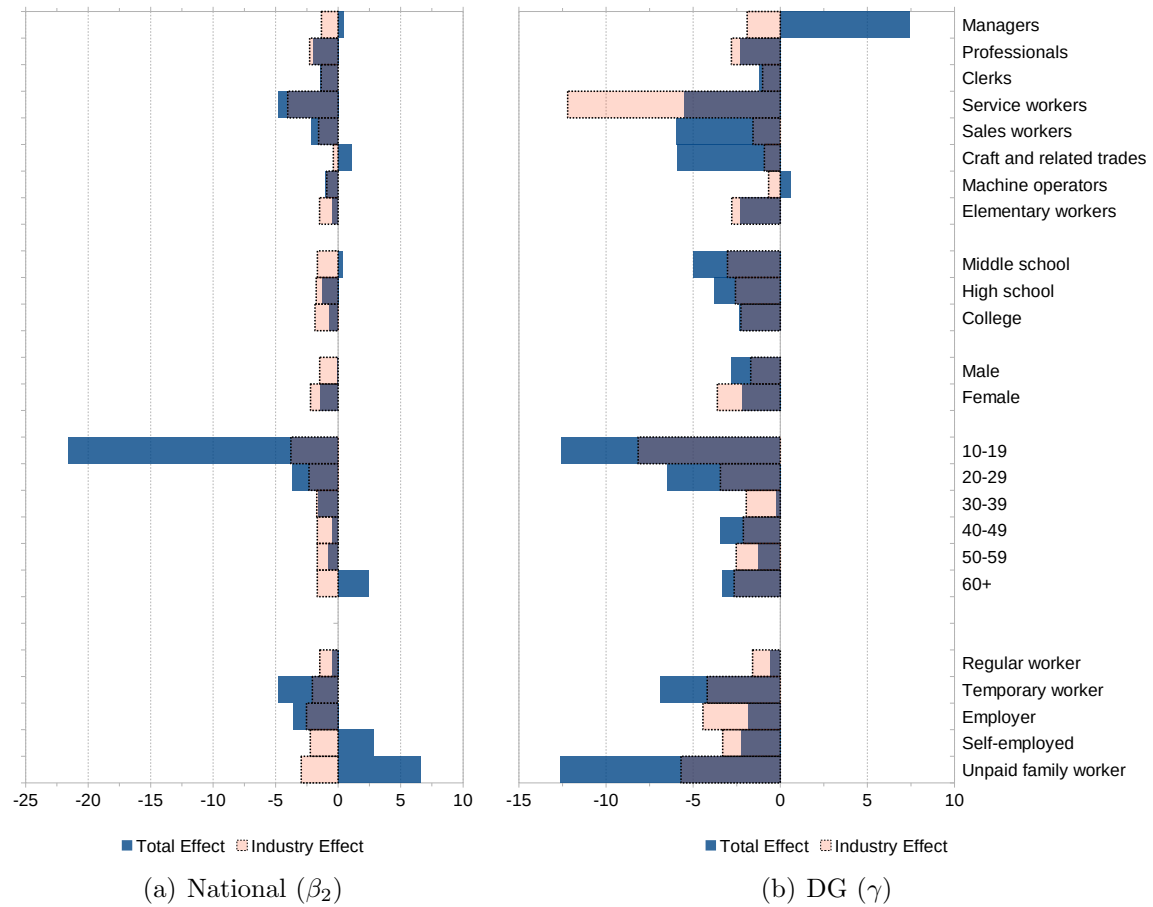 Managers
Professionals
Clerks
Service workers
Sales workers
Craft and related trades
Machine operators
Elementary workers
Middle school
High school
College
Male
Female
10-19
20-29
30-39
40-49
50-59
60+
Regular worker
Temporary worker
Employer
Self-employed
Unpaid family worker
-25 -20 -15 -10 -5 0 5 10
-15 -10 -5 0 5 10
Total Effect Industry Effect
Total Effect Industry Effect
(a) National (β₂)
(b) DG (γ)